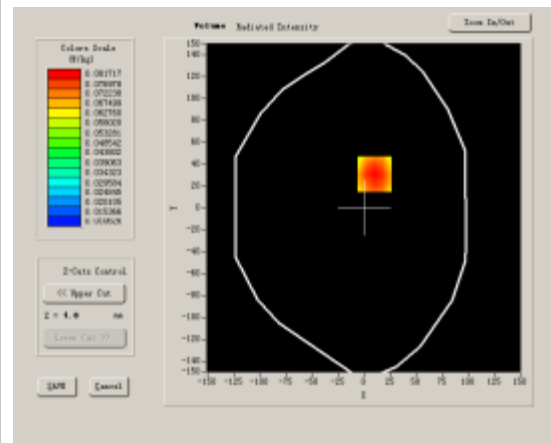 Volume Radiated Intensity
Zoom In/Out
Colors Scale
(W/kg)
0.081717
0.076978
0.072238
0.067499
0.062760
0.058020
0.053281
0.048542
0.043802
0.039063
0.034323
0.029584
0.024845
0.020105
0.015366
0.010626
150
140
120
100
80
60
40
20
0
-20
-40
-60
-80
-100
-120
-140
-150
Y
-150 -125 -100 -75 -50 -25 0 25 50 75 100 125 150
X
Z-Cuts Control
<< Upper Cut
Z = 4.0 mm
Lower Cut >>
SAVE
Cancel